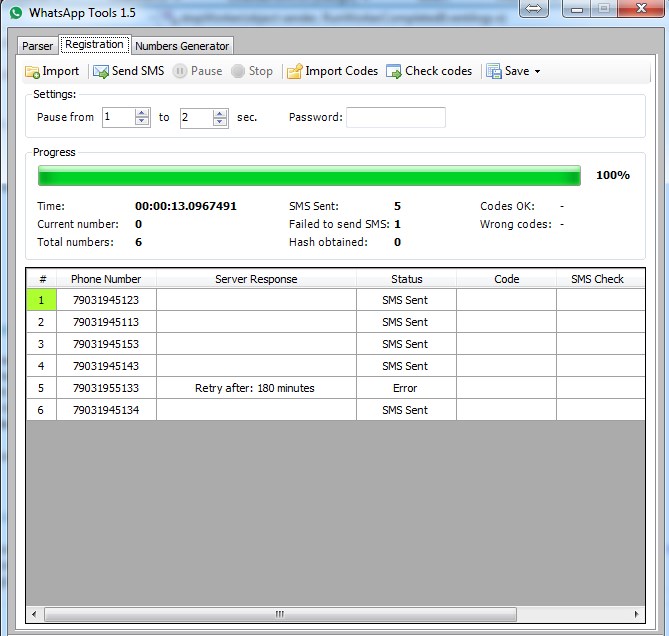 WhatsApp Tools 1.5
Parser Registration Numbers Generator
Import Send SMS Pause Stop Import Codes Check codes Save
Settings:
Pause from 1 to 2 sec. Password:
Progress
100%
Time: 00:00:13.0967491 SMS Sent: 5 Codes OK: -
Current number: 0 Failed to send SMS: 1 Wrong codes: -
Total numbers: 6 Hash obtained: 0
# Phone Number Server Response Status Code SMS Check
1 79031945123 SMS Sent
2 79031945113 SMS Sent
3 79031945153 SMS Sent
4 79031945143 SMS Sent
5 79031955133 Retry after: 180 minutes Error
6 79031945134 SMS Sent